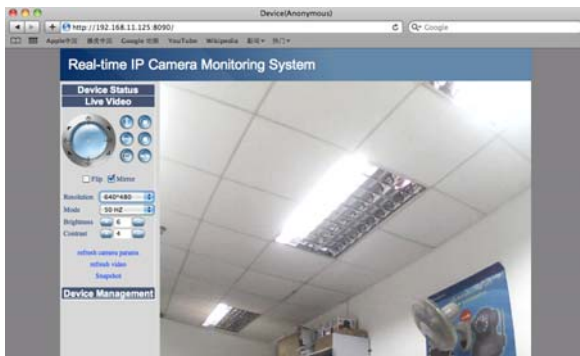 Device(Anonymous)
http://192.168.11.125:8090/
Google
Apple YouTube Wikipedia
Real-time IP Camera Monitoring System
Device Status
Live Video
Flip Mirror
Resolution 640*480
Mode 50 HZ
Brightness 6
Contrast 4
refresh camera params
refresh video
Snapshot
Device Management